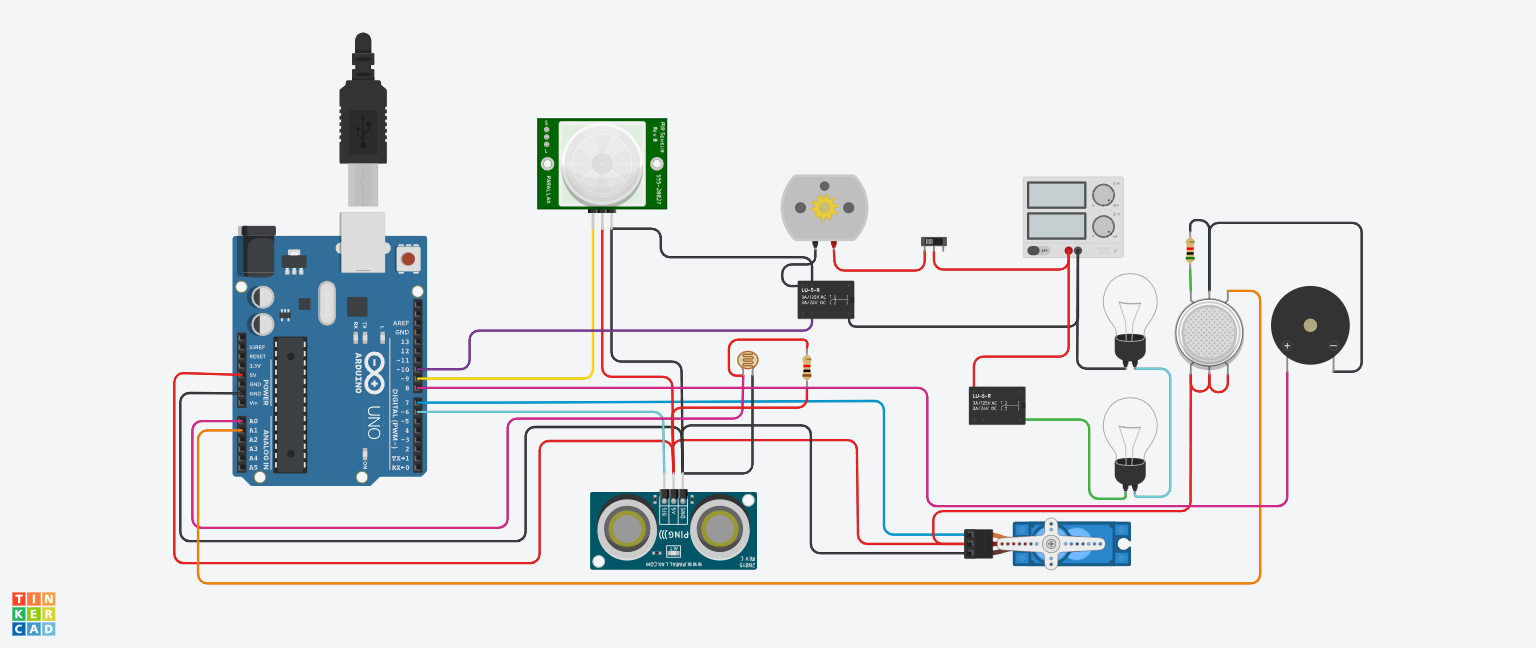 PIR Sensor
Rev B
555-28027
PARALLAX
LU-5-R
3A/125V AC
3A/24V DC
LU-5-R
3A/125V AC
3A/24V DC
AREF
GND
13
12
~11
~10
~9
8
7
~6
~5
4
~3
2
TX→1
RX←0
DIGITAL (PWM~)
RX
TX
L
ARDUINO
UNO
ON
IOREF
RESET
3.3V
5V
GND
GND
Vin
POWER
A0
A1
A2
A3
A4
A5
ANALOG IN
SIG
5V
GND
PING)))
www.PARALLAX.COM
28015
REV C
+
−
TIN
KER
CAD